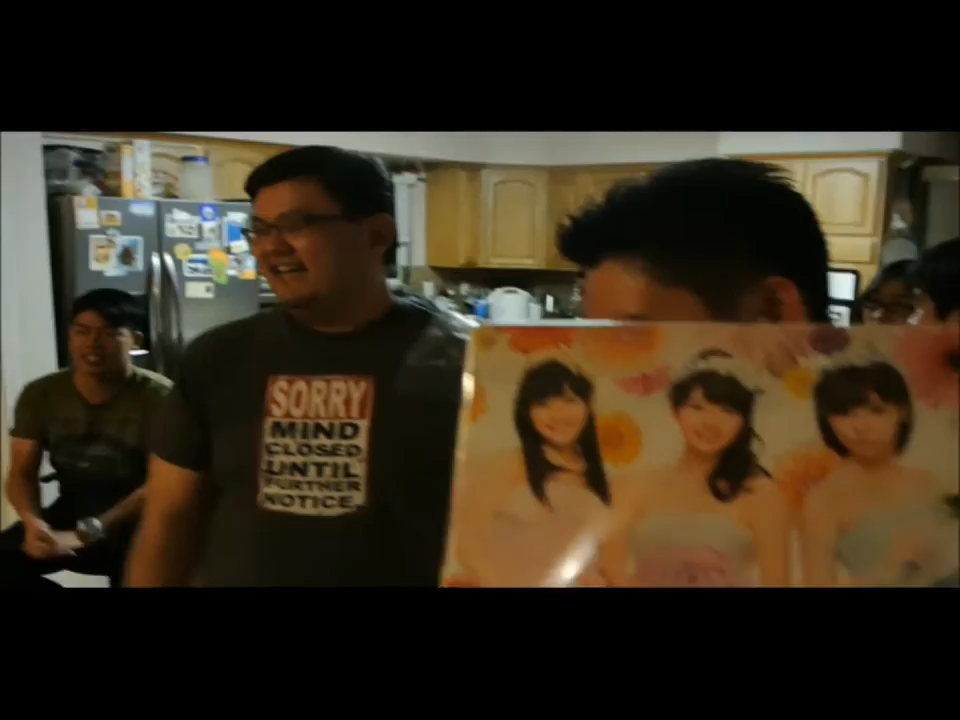 SORRY
MIND
CLOSED
UNTIL
FURTHER
NOTICE.